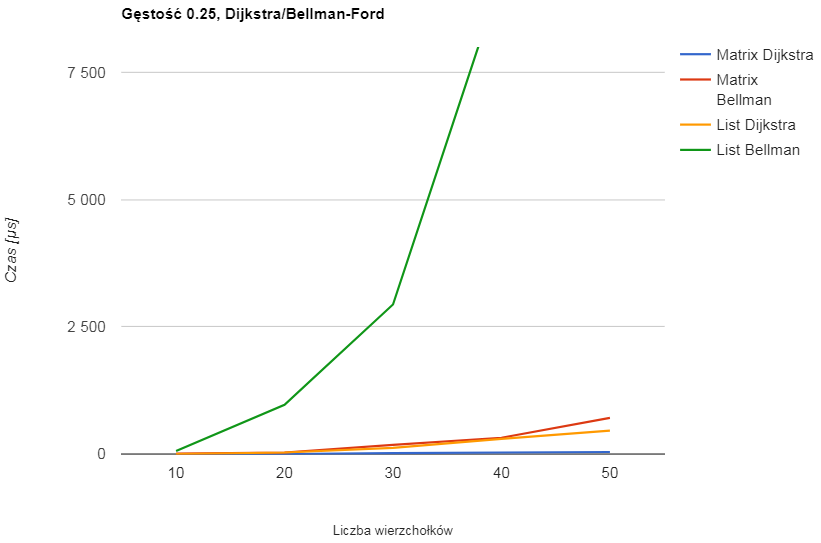 Gęstość 0.25, Dijkstra/Bellman-Ford
7 500
5 000
2 500
0
Czas [µs]
10 20 30 40 50
Liczba wierzchołków
Matrix Dijkstra
Matrix
Bellman
List Dijkstra
List Bellman